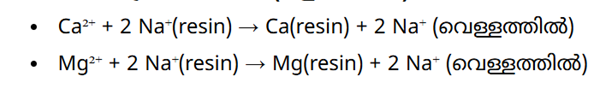 • Ca²⁺ + 2 Na⁺(resin) → Ca(resin) + 2 Na⁺ (വെള്ളത്തിൽ)
• Mg²⁺ + 2 Na⁺(resin) → Mg(resin) + 2 Na⁺ (വെള്ളത്തിൽ)